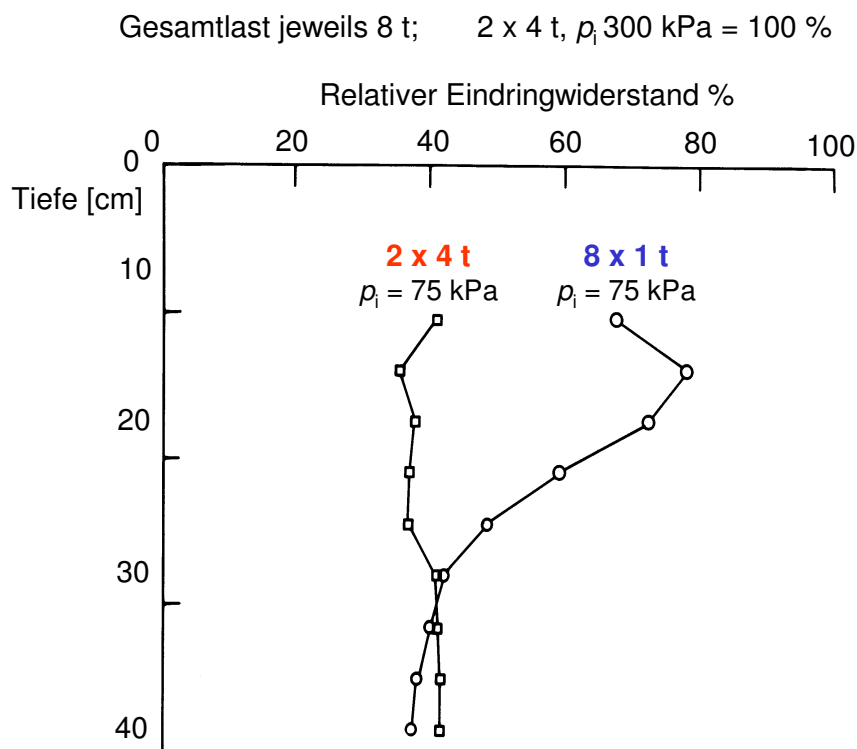 Gesamtlast jeweils 8 t; 2 x 4 t, pi 300 kPa = 100 %
Relativer Eindringwiderstand %
0 20 40 60 80 100
0
Tiefe [cm]
2 x 4 t 8 x 1 t
pi = 75 kPa pi = 75 kPa
10
20
30
40